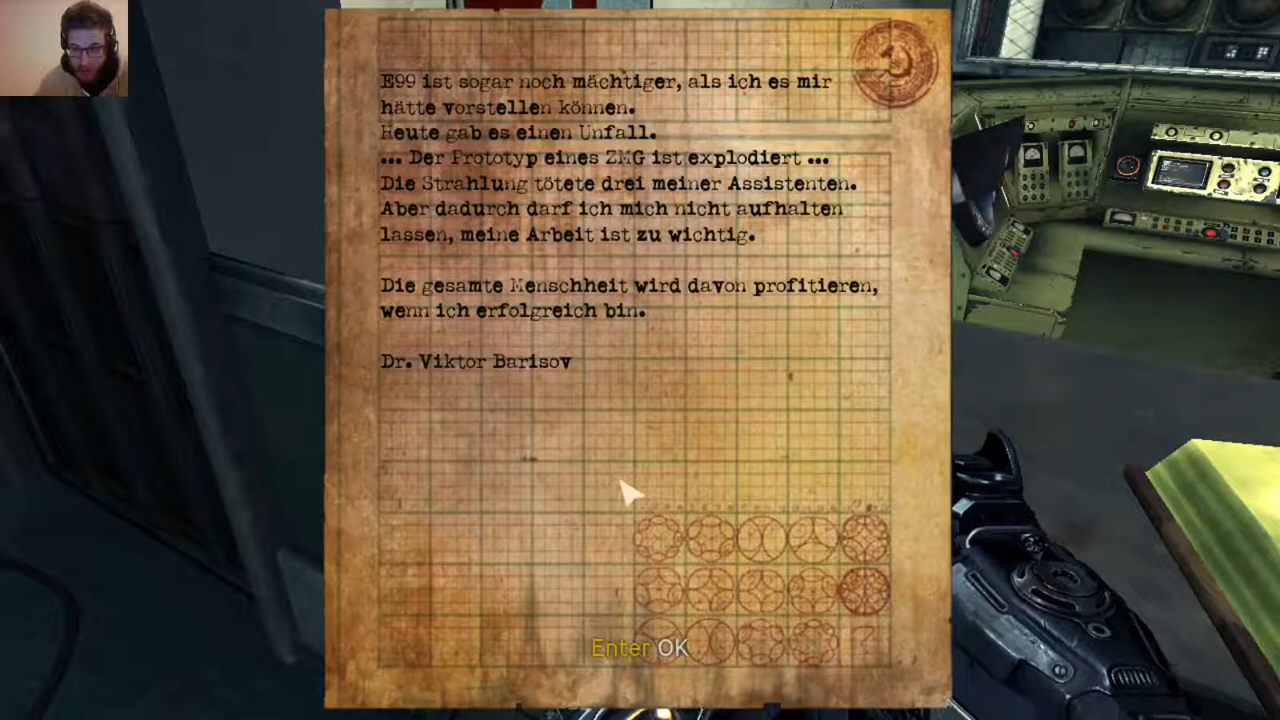 E99 ist sogar noch mächtiger, als ich es mir
hätte vorstellen können.
Heute gab es einen Unfall.
... Der Prototyp eines ZMG ist explodiert ...
Die Strahlung tötete drei meiner Assistenten.
Aber dadurch darf ich mich nicht aufhalten
lassen, meine Arbeit ist zu wichtig.
Die gesamte Menschheit wird davon profitieren,
wenn ich erfolgreich bin.
Dr. Viktor Barisov
Enter OK